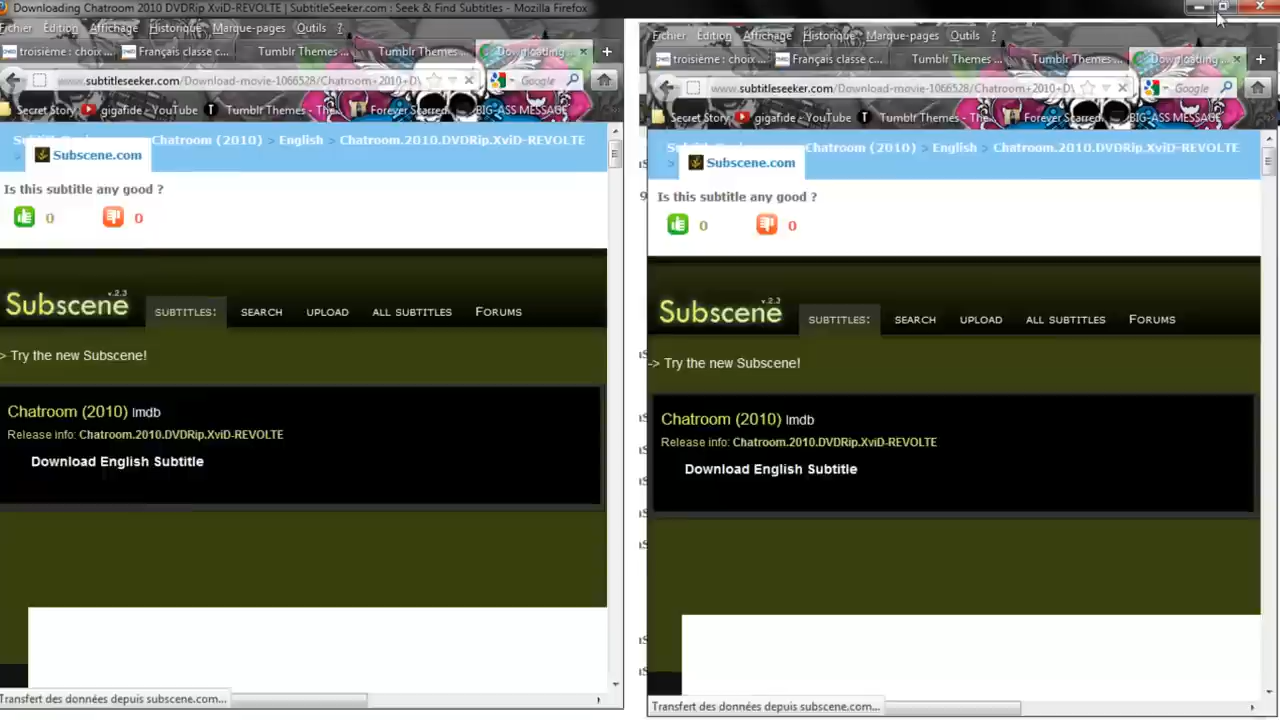 Downloading Chatroom 2010 DVDRip XviD-REVOLTE | SubtitleSeeker.com : Seek & Find Subtitles - Mozilla Firefox
Fichier Édition Affichage Historique Marque-pages Outils ?
troisième : choix ... Français classe c... Tumblr Themes ... Tumblr Themes... Downloading...
www.subtitleseeker.com/Download-movie-1066528/Chatroom+2010+D Google
Secret Story gigafide - YouTube Tumblr Themes - The... Forever Scarred. BIG-ASS MESSAGE
Chatroom (2010) > English > Chatroom.2010.DVDRip.XviD-REVOLTE
> Subscene.com
Is this subtitle any good ?
0 0
Subscene v.2.3
SUBTITLES: SEARCH UPLOAD ALL SUBTITLES FORUMS
> Try the new Subscene!
Chatroom (2010) Imdb
Release info: Chatroom.2010.DVDRip.XviD-REVOLTE
Download English Subtitle
Transfert des données depuis subscene.com...
Fichier Édition Affichage Historique Marque-pages Outils ?
troisième : choix ... Français classe c... Tumblr Themes ... Tumblr Themes... Downloading...
www.subtitleseeker.com/Download-movie-1066528/Chatroom+2010+D Google
Secret Story gigafide - YouTube Tumblr Themes - The... Forever Scarred. BIG-ASS MESSAGE
Chatroom (2010) > English > Chatroom.2010.DVDRip.XviD-REVOLTE
> Subscene.com
Is this subtitle any good ?
0 0
Subscene v.2.3
SUBTITLES: SEARCH UPLOAD ALL SUBTITLES FORUMS
-> Try the new Subscene!
Chatroom (2010) Imdb
Release info: Chatroom.2010.DVDRip.XviD-REVOLTE
Download English Subtitle
Transfert des données depuis subscene.com...